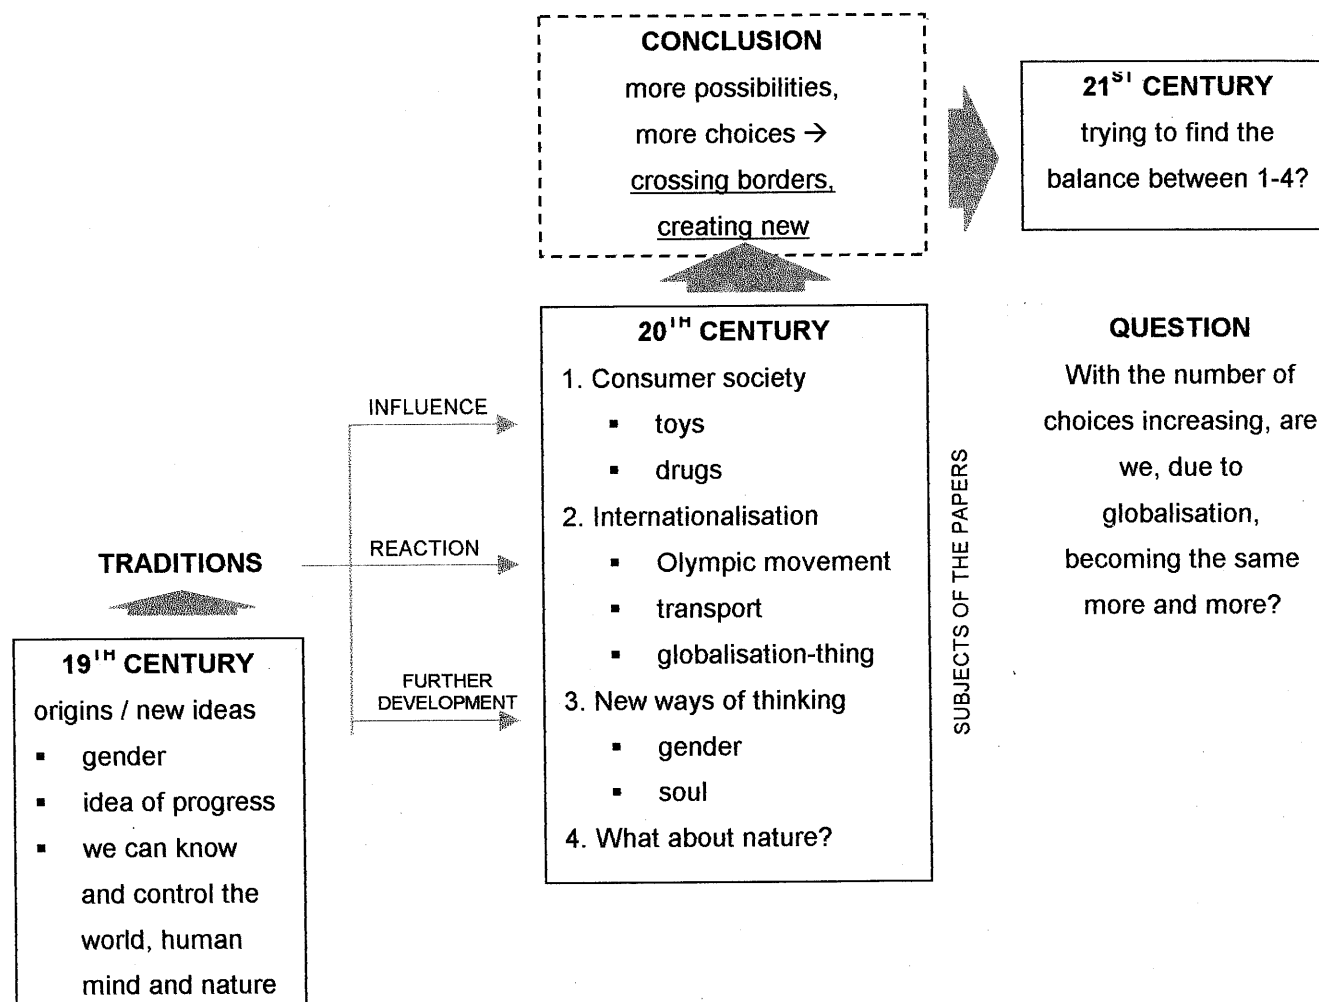 CONCLUSION
more possibilities,
more choices →
crossing borders,
creating new
21ST CENTURY
trying to find the
balance between 1-4?
20TH CENTURY
1. Consumer society
▪ toys
▪ drugs
2. Internationalisation
▪ Olympic movement
▪ transport
▪ globalisation-thing
3. New ways of thinking
▪ gender
▪ soul
4. What about nature?
SUBJECTS OF THE PAPERS
QUESTION
With the number of
choices increasing, are
we, due to
globalisation,
becoming the same
more and more?
INFLUENCE
REACTION
FURTHER
DEVELOPMENT
TRADITIONS
19TH CENTURY
origins / new ideas
▪ gender
▪ idea of progress
▪ we can know
and control the
world, human
mind and nature